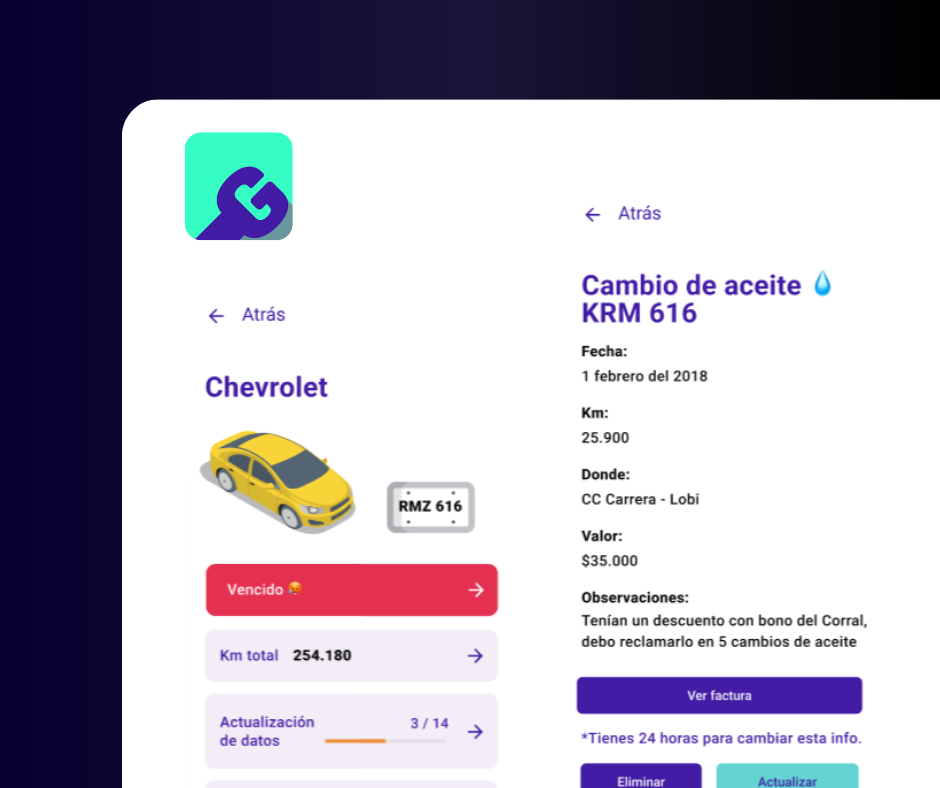 Atrás
Chevrolet
RMZ 616
Vencido
Km total 254.180
Actualización
3 / 14
de datos
Atrás
Cambio de aceite
KRM 616
Fecha:
1 febrero del 2018
Km:
25.900
Donde:
CC Carrera - Lobi
Valor:
$35.000
Observaciones:
Tenían un descuento con bono del Corral,
debo reclamarlo en 5 cambios de aceite
Ver factura
*Tienes 24 horas para cambiar esta info.
Eliminar
Actualizar